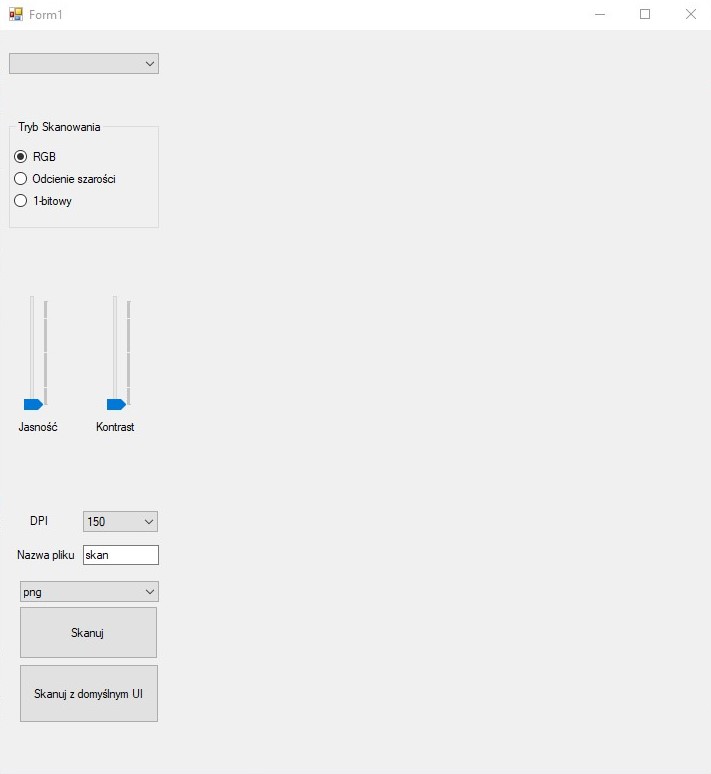 Form1
Tryb Skanowania
RGB
Odcienie szarości
1-bitowy
Jasność
Kontrast
DPI
150
Nazwa pliku
skan
png
Skanuj
Skanuj z domyślnym UI